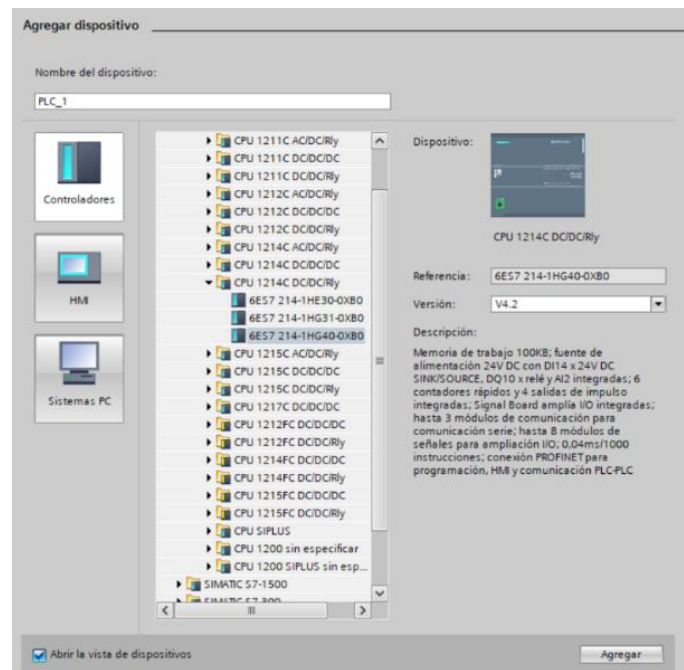 Agregar dispositivo
Nombre del dispositivo:
PLC_1
Controladores
HMI
Sistemas PC
CPU 1211C AC/DC/Rly
CPU 1211C DC/DC/DC
CPU 1211C DC/DC/Rly
CPU 1212C AC/DC/Rly
CPU 1212C DC/DC/DC
CPU 1212C DC/DC/Rly
CPU 1214C AC/DC/Rly
CPU 1214C DC/DC/DC
CPU 1214C DC/DC/Rly
6ES7 214-1HE30-0XB0
6ES7 214-1HG31-0XB0
6ES7 214-1HG40-0XB0
CPU 1215C AC/DC/Rly
CPU 1215C DC/DC/DC
CPU 1215C DC/DC/Rly
CPU 1217C DC/DC/DC
CPU 1212FC DC/DC/DC
CPU 1212FC DC/DC/Rly
CPU 1214FC DC/DC/DC
CPU 1214FC DC/DC/Rly
CPU 1215FC DC/DC/DC
CPU 1215FC DC/DC/Rly
CPU SIPLUS
CPU 1200 sin especificar
CPU 1200 SIPLUS sin esp...
SIMATIC S7-1500
SIMATIC S7-300
Dispositivo:
CPU 1214C DC/DC/Rly
Referencia: 6ES7 214-1HG40-0XB0
Versión: V4.2
Descripción:
Memoria de trabajo 100KB; fuente de
alimentación 24V DC con DI14 x 24V DC
SINK/SOURCE, DQ10 x relé y AI2 integradas; 6
contadores rápidos y 4 salidas de impulso
integradas; Signal Board amplía I/O integradas;
hasta 3 módulos de comunicación para
comunicación serie; hasta 8 módulos de
señales para ampliación I/O; 0,04ms/1000
instrucciones; conexión PROFINET para
programación, HMI y comunicación PLC-PLC
Abrir la vista de dispositivos
Agregar